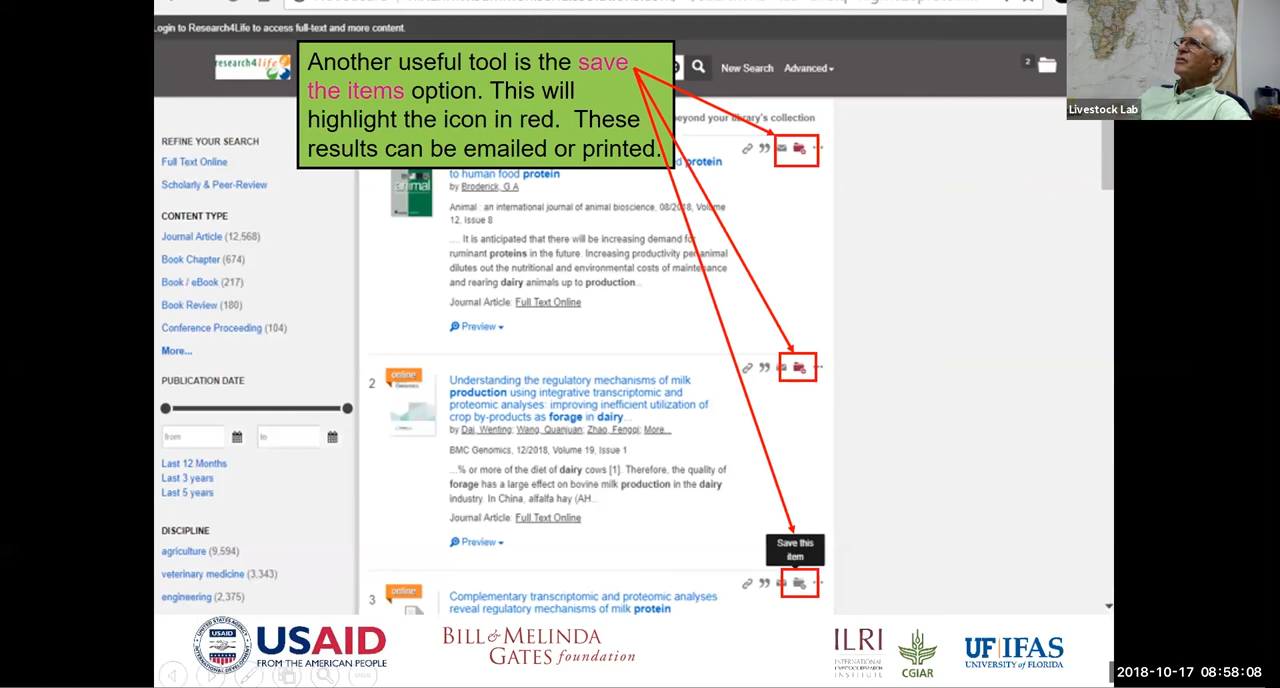 Login to Research4Life to access full-text and more content.
research4life
New Search
Advanced
2
Livestock Lab
Another useful tool is the save
the items option. This will
highlight the icon in red. These
results can be emailed or printed.
beyond your library's collection
REFINE YOUR SEARCH
Full Text Online
Scholarly & Peer-Review
CONTENT TYPE
Journal Article (12,568)
Book Chapter (674)
Book / eBook (217)
Book Review (180)
Conference Proceeding (104)
More...
PUBLICATION DATE
from
to
Last 12 Months
Last 3 years
Last 5 years
DISCIPLINE
agriculture (9,594)
veterinary medicine (3,343)
engineering (2,375)
animal
protein
to human food protein
by Broderick, G A
Animal : an international journal of animal bioscience, 08/2018, Volume
12, Issue 8
.... It is anticipated that there will be increasing demand for
ruminant proteins in the future. Increasing productivity per animal
dilutes out the nutritional and environmental costs of maintenance
and rearing dairy animals up to production...
Journal Article: Full Text Online
Preview
2
online
Genomics
Understanding the regulatory mechanisms of milk
production using integrative transcriptomic and
proteomic analyses: improving inefficient utilization of
crop by-products as forage in dairy...
by Dai, Wenting; Wang, Quanjuan; Zhao, Fengqi; More...
BMC Genomics, 12/2018, Volume 19, Issue 1
...% or more of the diet of dairy cows [1]. Therefore, the quality of
forage has a large effect on bovine milk production in the dairy
industry. In China, alfalfa hay (AH...
Journal Article: Full Text Online
Preview
Save this
item
3
online
Complementary transcriptomic and proteomic analyses
reveal regulatory mechanisms of milk protein
USAID
USAID
FROM THE AMERICAN PEOPLE
BILL & MELINDA
GATES foundation
ILRI
INTERNATIONAL
LIVESTOCK RESEARCH
INSTITUTE
CGIAR
UF IFAS
UNIVERSITY of FLORIDA
2018-10-17 08:58:08